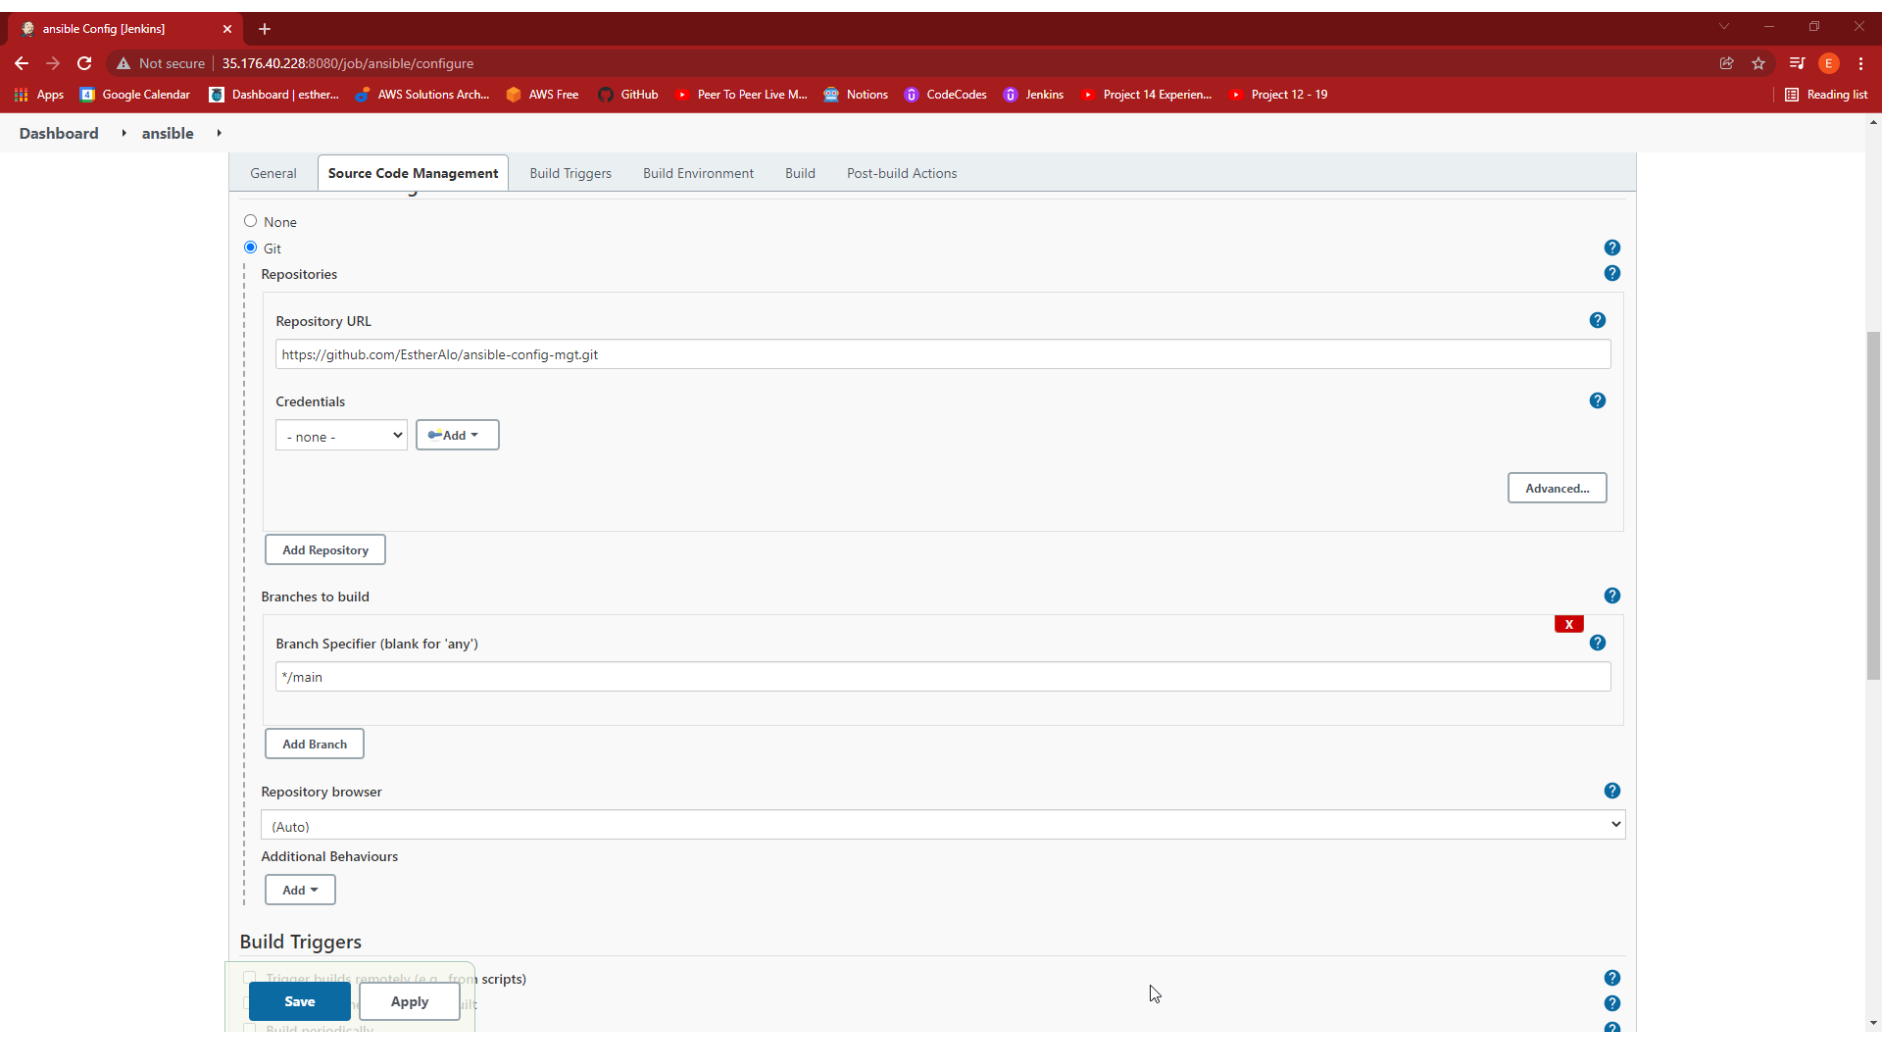 ansible Config [Jenkins]
Not secure | 35.176.40.228:8080/job/ansible/configure
Apps Google Calendar Dashboard | esther... AWS Solutions Arch... AWS Free GitHub Peer To Peer Live M... Notions CodeCodes Jenkins Project 14 Experien... Project 12 - 19 Reading list
Dashboard ansible
General Source Code Management Build Triggers Build Environment Build Post-build Actions
None
Git
Repositories
Repository URL
https://github.com/EstherAlo/ansible-config-mgt.git
Credentials
- none - Add
Advanced...
Add Repository
Branches to build
X
Branch Specifier (blank for 'any')
*/main
Add Branch
Repository browser
(Auto)
Additional Behaviours
Add
Build Triggers
Trigger builds remotely (e.g., from scripts)
Save Apply
Build periodically